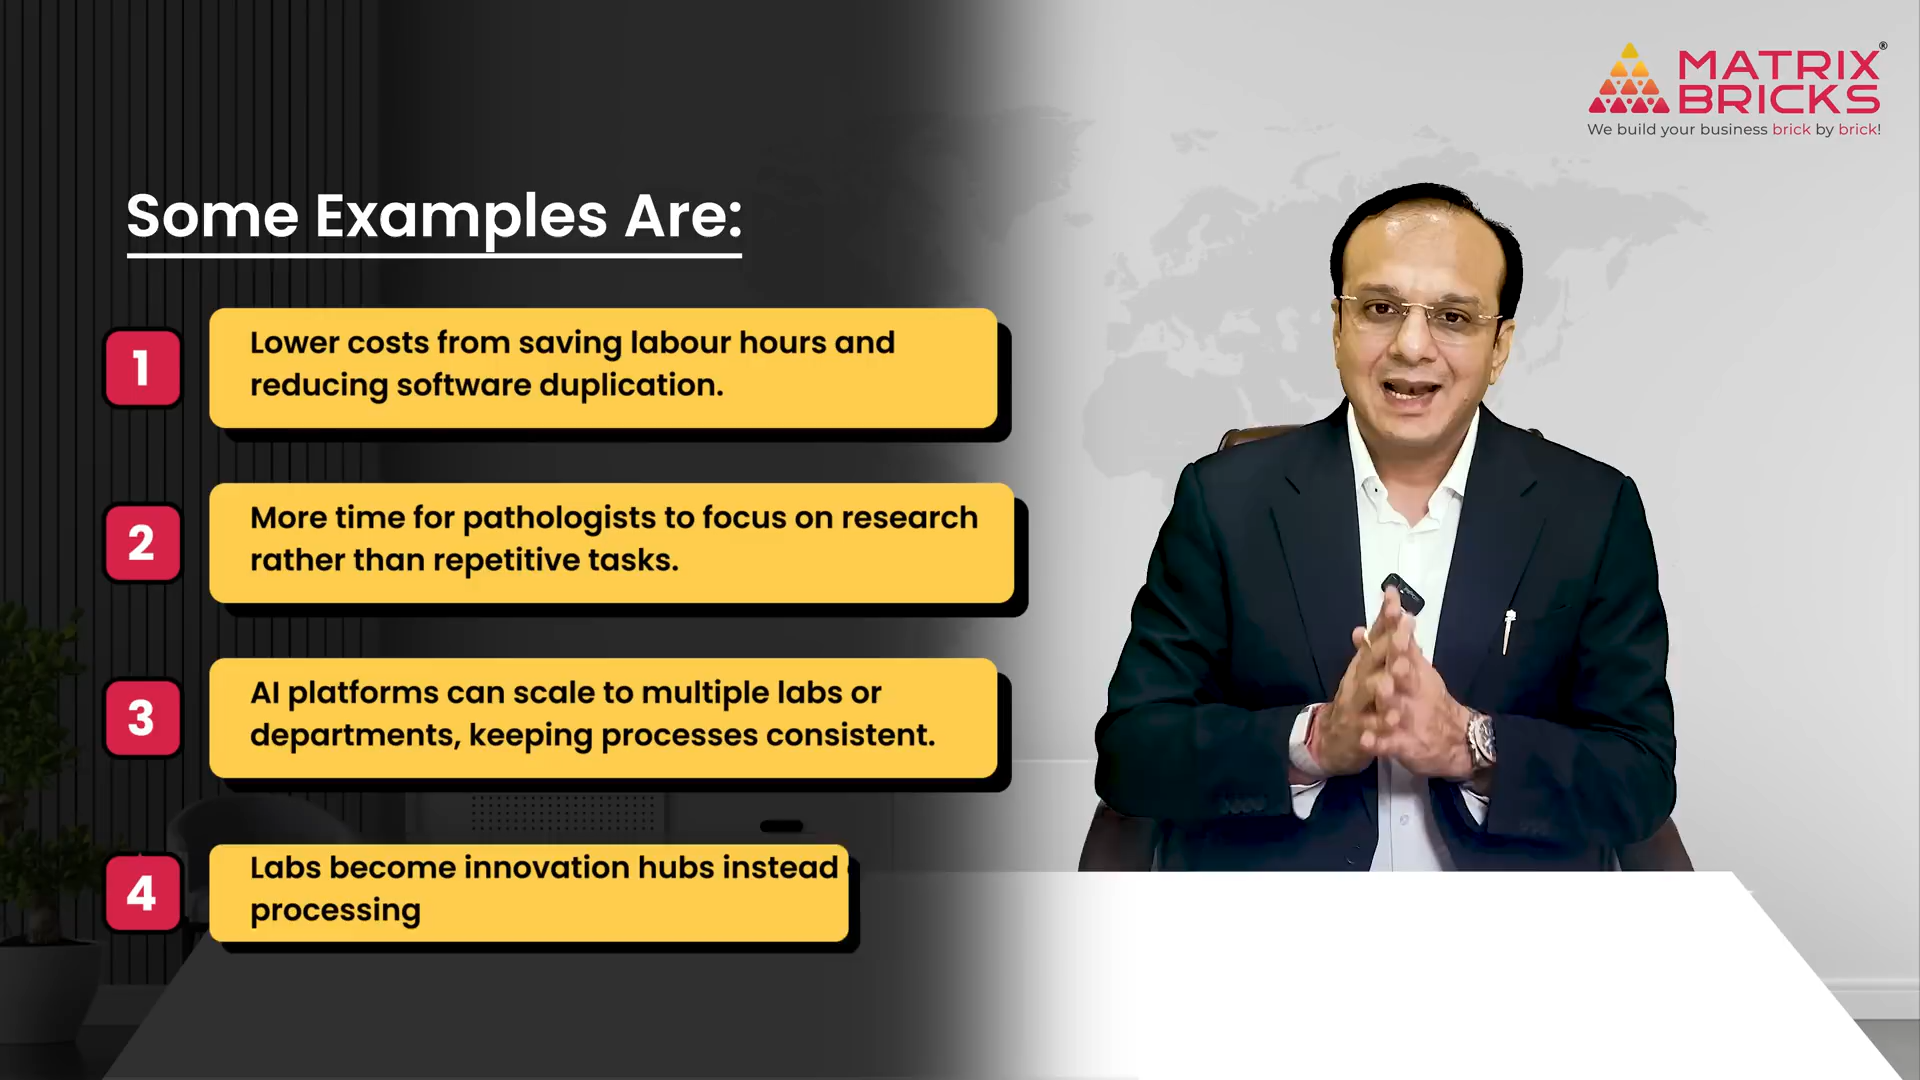 MATRIX®
BRICKS
We build your business brick by brick!
Some Examples Are:
1
Lower costs from saving labour hours and
reducing software duplication.
2
More time for pathologists to focus on research
rather than repetitive tasks.
3
AI platforms can scale to multiple labs or
departments, keeping processes consistent.
4
Labs become innovation hubs instead
processing